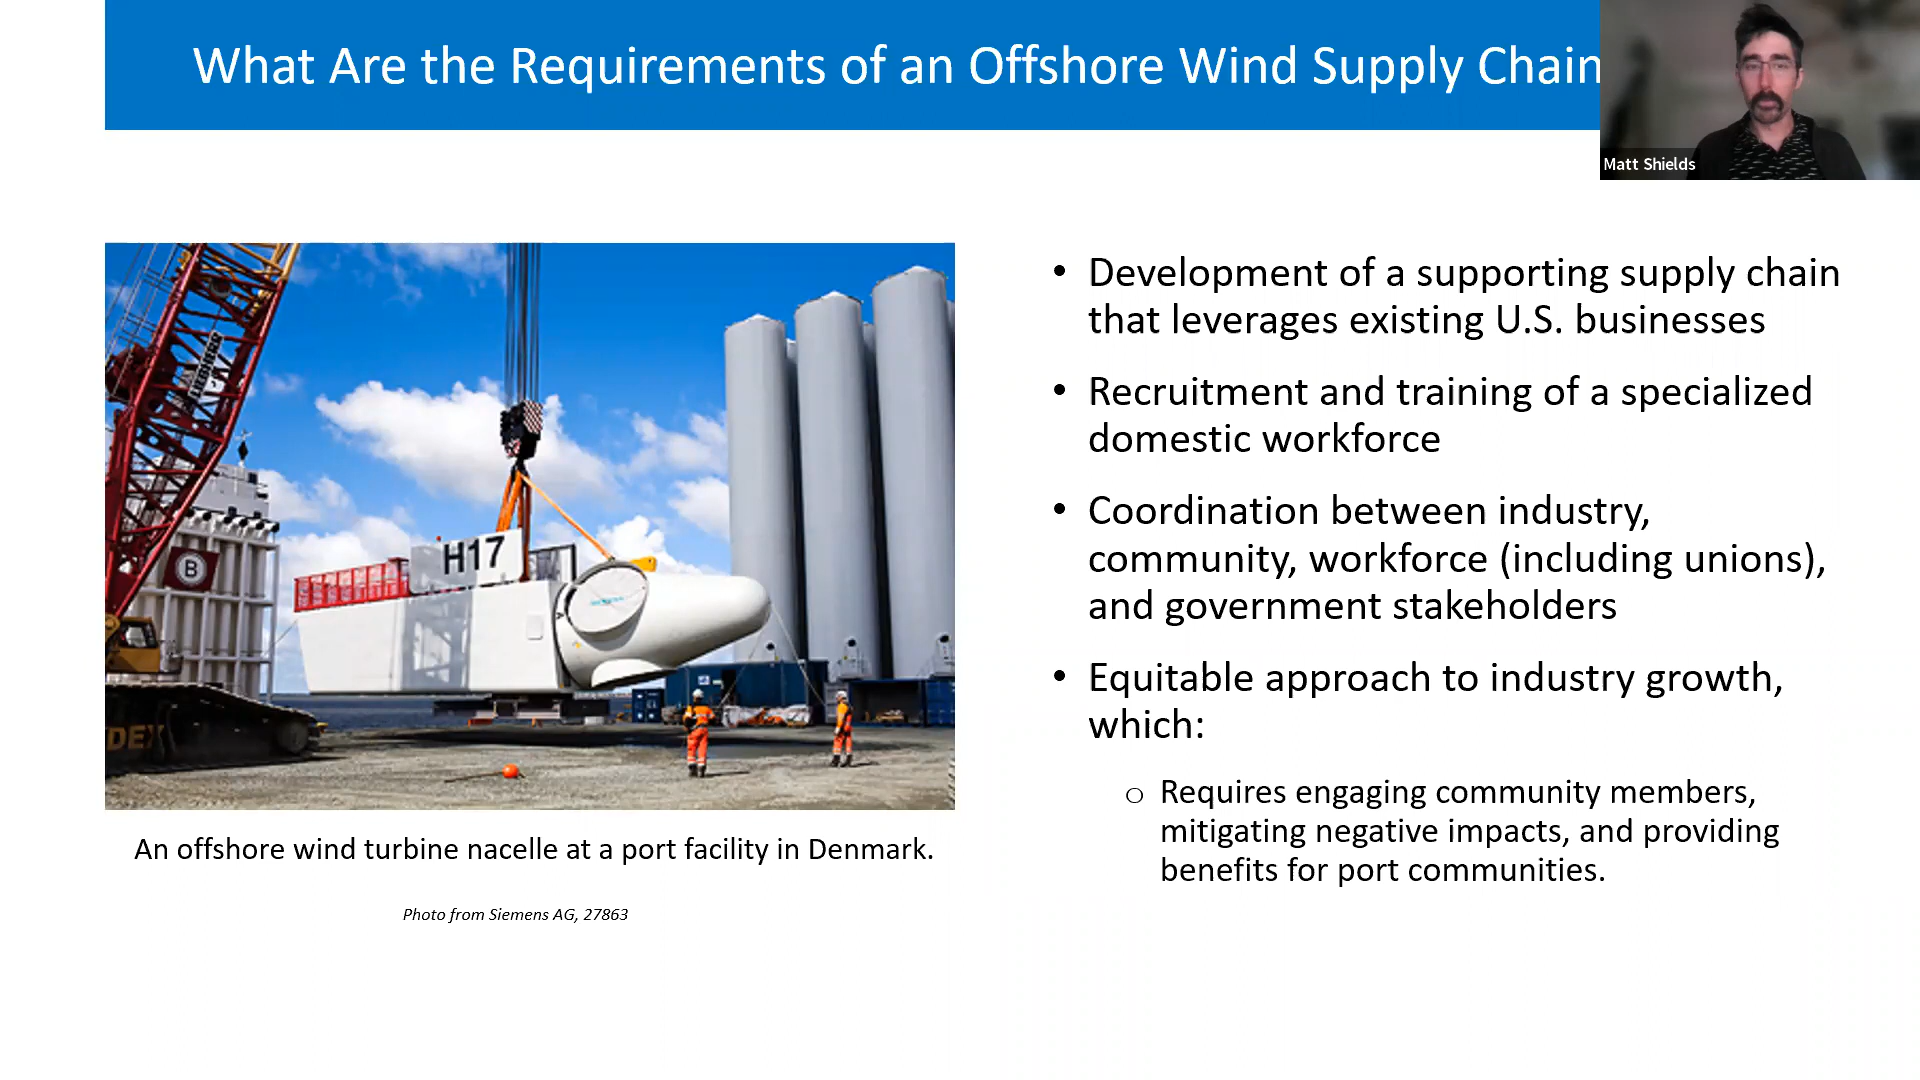 What Are the Requirements of an Offshore Wind Supply Chain
Matt Shields
LIEBHERR
B
H17
DEX
• Development of a supporting supply chain
that leverages existing U.S. businesses
• Recruitment and training of a specialized
domestic workforce
• Coordination between industry,
community, workforce (including unions),
and government stakeholders
• Equitable approach to industry growth,
which:
o Requires engaging community members,
mitigating negative impacts, and providing
benefits for port communities.
An offshore wind turbine nacelle at a port facility in Denmark.
Photo from Siemens AG, 27863